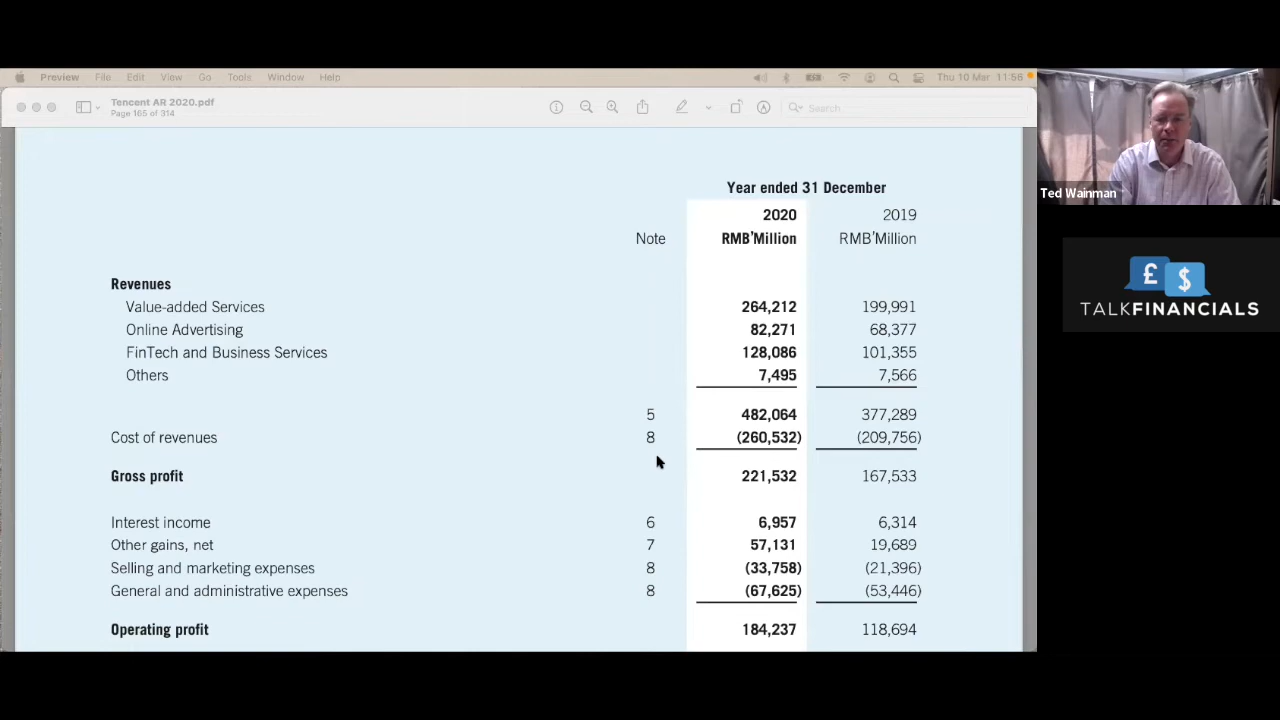 Preview File Edit View Go Tools Window Help Thu 10 Mar 11:56
Tencent AR 2020.pdf
Page 165 of 314
Search
Ted Wainman
£ $
TALKFINANCIALS
Year ended 31 December
2020 2019
Note RMB'Million RMB'Million
Revenues
Value-added Services 264,212 199,991
Online Advertising 82,271 68,377
FinTech and Business Services 128,086 101,355
Others 7,495 7,566
5 482,064 377,289
Cost of revenues 8 (260,532) (209,756)
Gross profit 221,532 167,533
Interest income 6 6,957 6,314
Other gains, net 7 57,131 19,689
Selling and marketing expenses 8 (33,758) (21,396)
General and administrative expenses 8 (67,625) (53,446)
Operating profit 184,237 118,694